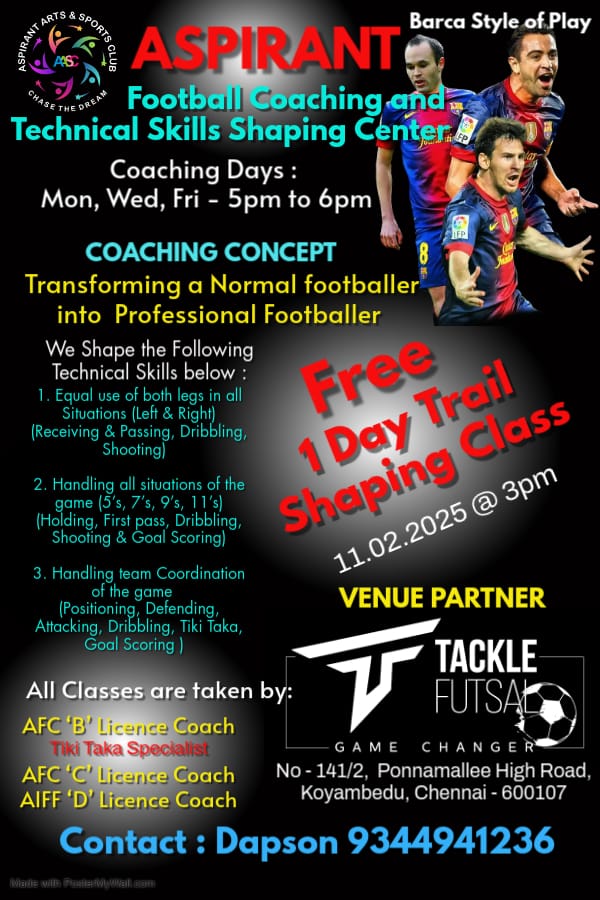 ASPIRANT ARTS & SPORTS CLUB
AASC
CHASE THE DREAM
Barca Style of Play
ASPIRANT
Football Coaching and
Technical Skills Shaping Center
Coaching Days :
Mon, Wed, Fri - 5pm to 6pm
LFP
8
LFP
COACHING CONCEPT
Transforming a Normal footballer
into Professional Footballer
We Shape the Following
Technical Skills below :
1. Equal use of both legs in all
Situations (Left & Right)
(Receiving & Passing, Dribbling,
Shooting)
2. Handling all situations of the
game (5's, 7's, 9's, 11's)
(Holding, First pass, Dribbling,
Shooting & Goal Scoring)
3. Handling team Coordination
of the game
(Positioning, Defending,
Attacking, Dribbling, Tiki Taka,
Goal Scoring )
Free
1 Day Trail
Shaping Class
11.02.2025 @ 3pm
VENUE PARTNER
TACKLE
FUTSAL
GAME CHANGER
No - 141/2, Ponnamallee High Road,
Koyambedu, Chennai - 600107
All Classes are taken by:
AFC ‘B’ Licence Coach
Tiki Taka Specialist
AFC ‘C’ Licence Coach
AIFF ‘D’ Licence Coach
Contact : Dapson 9344941236
Made with PosterMyWall.com